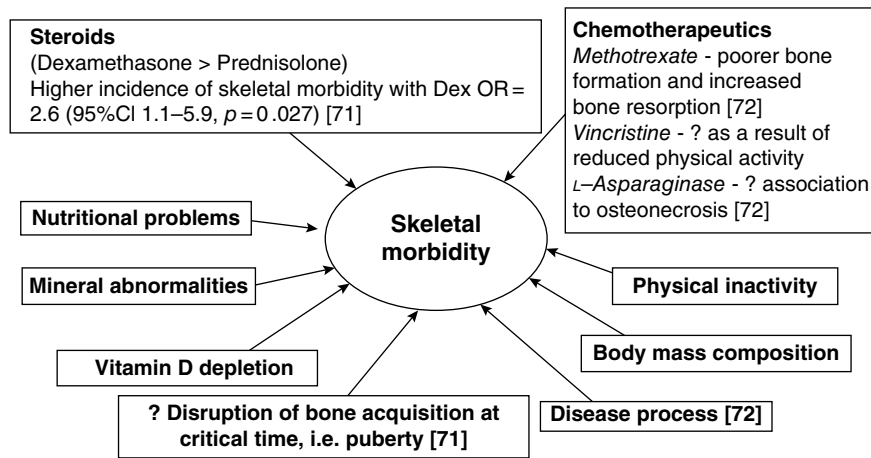 Steroids
(Dexamethasone > Prednisolone)
Higher incidence of skeletal morbidity with Dex OR =
2.6 (95%CI 1.1–5.9, p = 0.027) [71]
Chemotherapeutics
Methotrexate - poorer bone
formation and increased
bone resorption [72]
Vincristine - ? as a result of
reduced physical activity
L–Asparaginase - ? association
to osteonecrosis [72]
Skeletal
morbidity
Nutritional problems
Mineral abnormalities
Vitamin D depletion
? Disruption of bone acquisition at
critical time, i.e. puberty [71]
Disease process [72]
Body mass composition
Physical inactivity